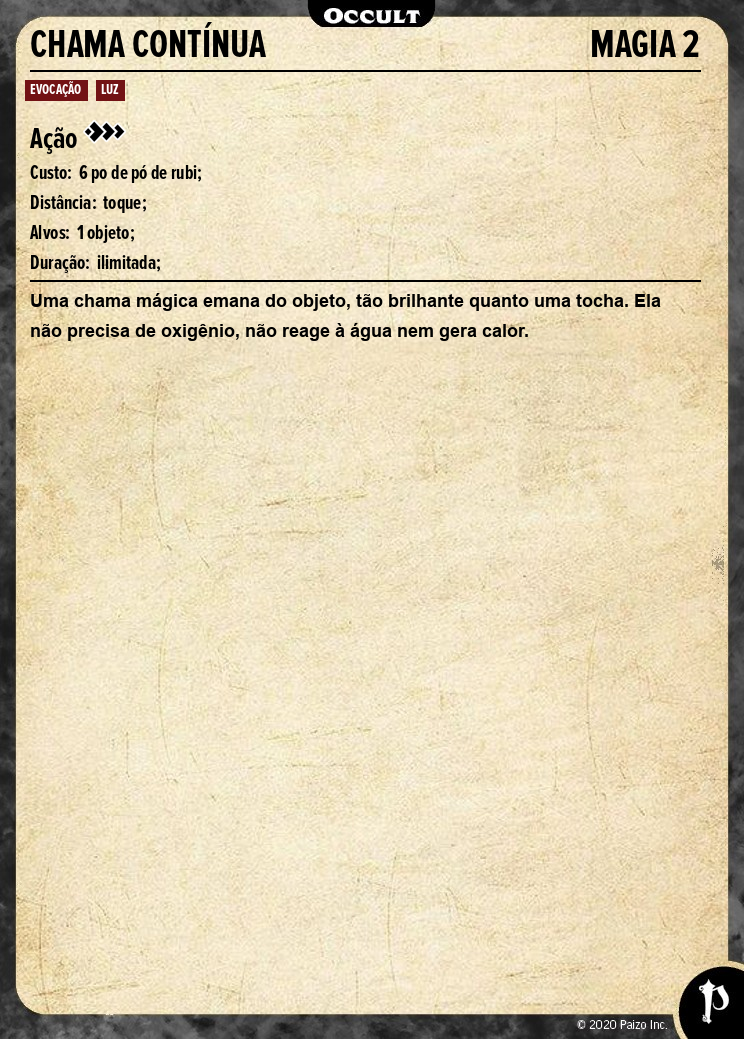 Occult
CHAMA CONTÍNUA
MAGIA 2
EVOCAÇÃO LUZ
Ação
Custo: 6 po de pó de rubi;
Distância: toque;
Alvos: 1 objeto;
Duração: ilimitada;
Uma chama mágica emana do objeto, tão brilhante quanto uma tocha. Ela
não precisa de oxigênio, não reage à água nem gera calor.
© 2020 Paizo Inc.
P